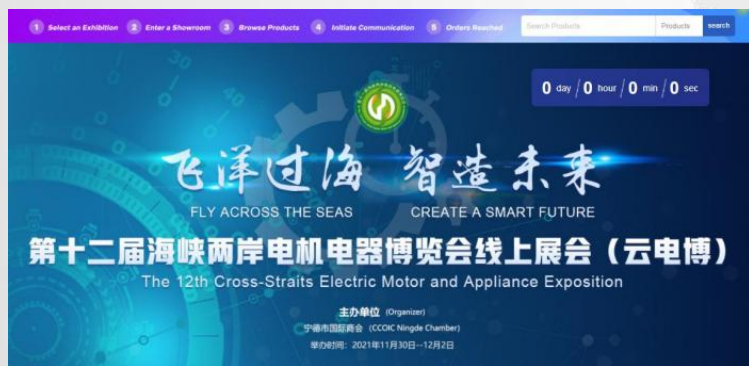 1 Select an Exhibition 2 Enter a Showroom 3 Browse Products 4 Initiate Communication 5 Orders Reached Search Products Products search
0 day / 0 hour / 0 min / 0 sec
飞洋过海 智造未来
FLY ACROSS THE SEAS CREATE A SMART FUTURE
第十二届海峡两岸电机电器博览会线上展会（云电博）
The 12th Cross-Straits Electric Motor and Appliance Exposition
主办单位 (Organizer)
宁德市国际商会 (CCOIC Ningde Chamber)
举办时间：2021年11月30日--12月2日